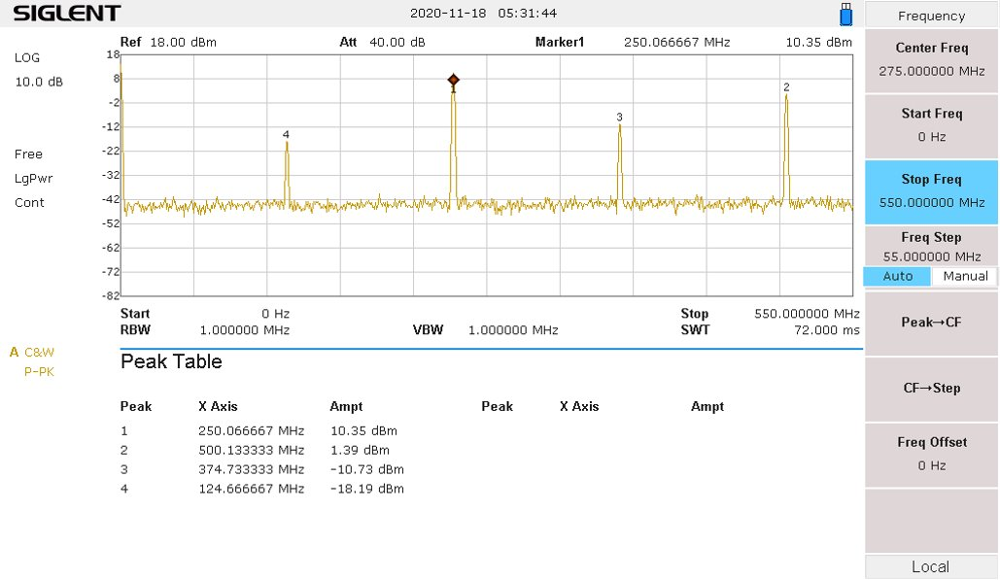 SIGLENT 2020-11-18 05:31:44 Frequency
Ref 18.00 dBm Att 40.00 dB Marker1 250.066667 MHz 10.35 dBm
LOG
10.0 dB
Free
LgPwr
Cont
18
8
-2
-12
-22
-32
-42
-52
-62
-72
-82
4
1
3
2
Start 0 Hz Stop 550.000000 MHz
RBW 1.000000 MHz VBW 1.000000 MHz SWT 72.000 ms
A C&W
P-PK
Peak Table
Peak X Axis Ampt Peak X Axis Ampt
1 250.066667 MHz 10.35 dBm
2 500.133333 MHz 1.39 dBm
3 374.733333 MHz -10.73 dBm
4 124.666667 MHz -18.19 dBm
Center Freq
275.000000 MHz
Start Freq
0 Hz
Stop Freq
550.000000 MHz
Freq Step
55.000000 MHz
Auto Manual
Peak→CF
CF→Step
Freq Offset
0 Hz
Local